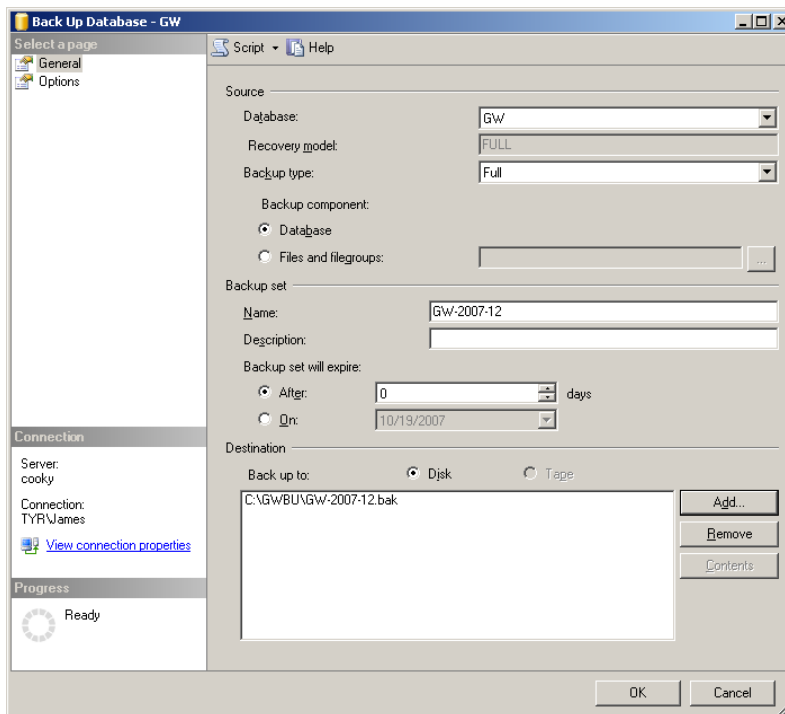 Back Up Database - GW
Select a page
General
Options
Script Help
Source
Database: GW
Recovery model: FULL
Backup type: Full
Backup component:
Database
Files and filegroups: ...
Backup set
Name: GW-2007-12
Description:
Backup set will expire:
After: 0 days
On: 10/19/2007
Destination
Back up to: Disk Tape
C:\GWBU\GW-2007-12.bak
Add...
Remove
Contents
Connection
Server:
cooky
Connection:
TYR\James
View connection properties
Progress
Ready
OK Cancel